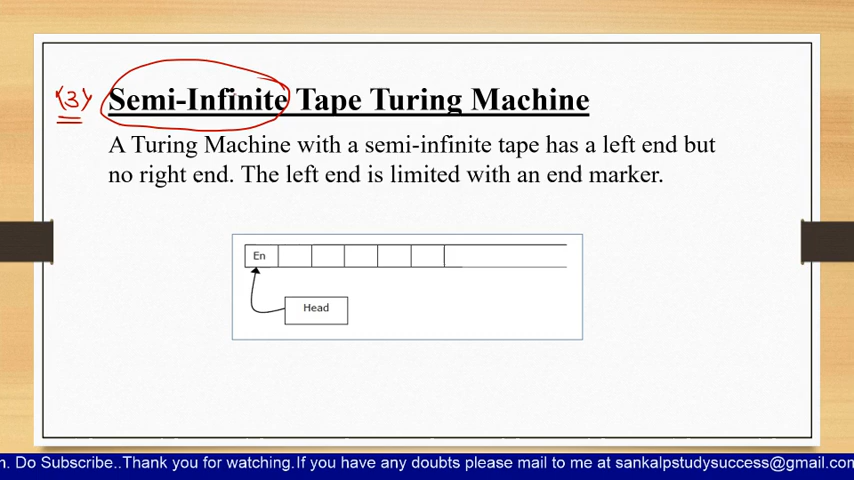 (3) Semi-Infinite Tape Turing Machine
A Turing Machine with a semi-infinite tape has a left end but
no right end. The left end is limited with an end marker.
En
Head
n. Do Subscribe..Thank you for watching.If you have any doubts please mail to me at sankalpstudysuccess@gmail.com